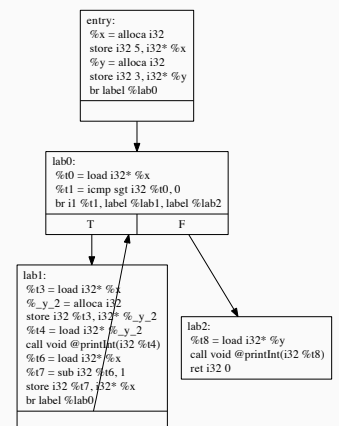 entry:
%x = alloca i32
store i32 5, i32* %x
%y = alloca i32
store i32 3, i32* %y
br label %lab0
lab0:
%t0 = load i32* %x
%t1 = icmp sgt i32 %t0, 0
br i1 %t1, label %lab1, label %lab2
T F
lab1:
%t3 = load i32* %x
%_y_2 = alloca i32
store i32 %t3, i32* %_y_2
%t4 = load i32* %_y_2
call void @printInt(i32 %t4)
%t6 = load i32* %x
%t7 = sub i32 %t6, 1
store i32 %t7, i32* %x
br label %lab0
lab2:
%t8 = load i32* %y
call void @printInt(i32 %t8)
ret i32 0